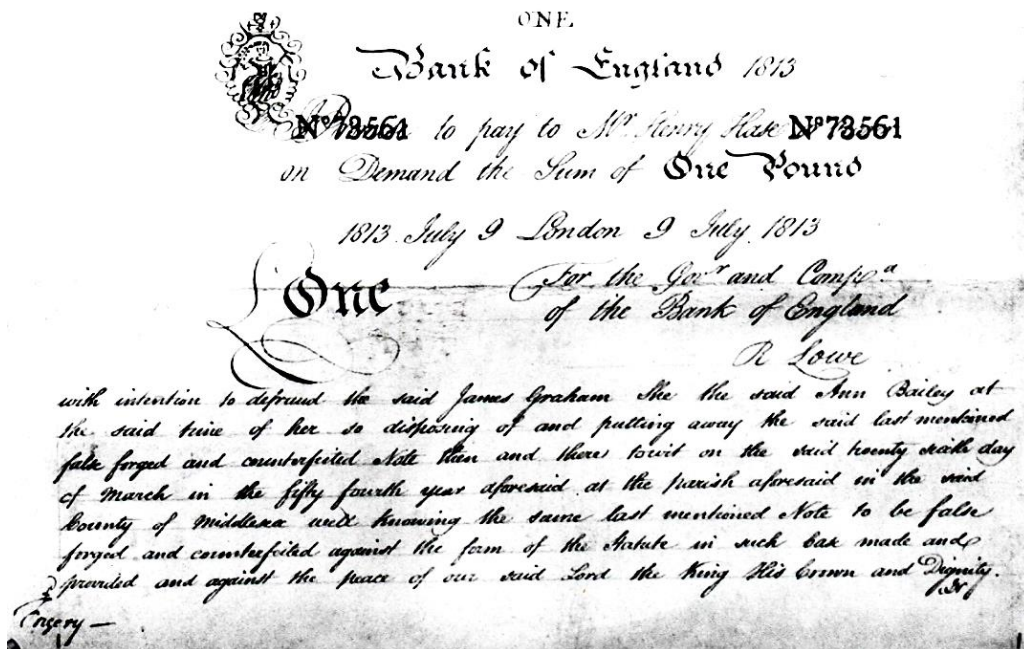 ONE
Bank of England 1813
Nº 73561 to pay to Mr. Henry Hase Nº 73561
on Demand the Sum of One Pound
1813 July 9 London 9 July 1813
One
For the Govr and Compa
of the Bank of England
R Lowe
with intention to defraud the said James Graham She the said Ann Bailey at
the said time of her so disposing of and putting away the said last mentioned
false forged and counterfeited Note then and there towit on the said twenty sixth day
of March in the fifty fourth year aforesaid at the parish aforesaid in the said
County of Middlesex well knowing the same last mentioned Note to be false
forged and counterfeited against the form of the Statute in such Case made and
provided and against the peace of our said Lord the King His Crown and Dignity.
&c
Forgery —